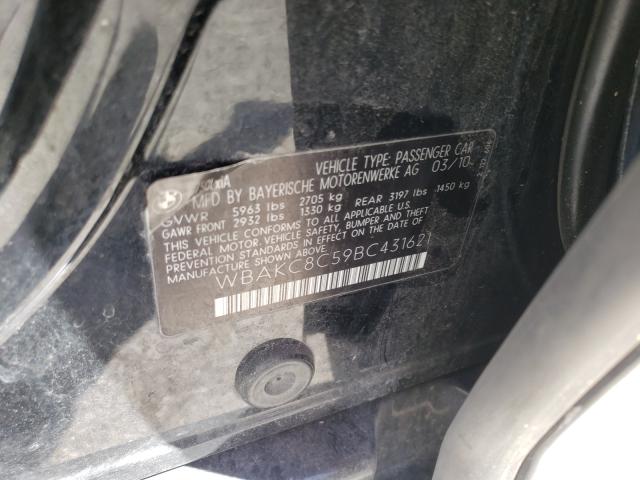 VEHICLE TYPE: PASSENGER CAR
MFD BY BAYERISCHE MOTORENWERKE AG 03/10
GVWR 5963 lbs 2705 kg
GAWR FRONT 2932 lbs 1330 kg REAR 3197 lbs 1450 kg
THIS VEHICLE CONFORMS TO ALL APPLICABLE U.S.
FEDERAL MOTOR VEHICLE SAFETY, BUMPER AND THEFT
PREVENTION STANDARDS IN EFFECT ON THE DATE OF
MANUFACTURE SHOWN ABOVE.
WBAKC8C59BC43162